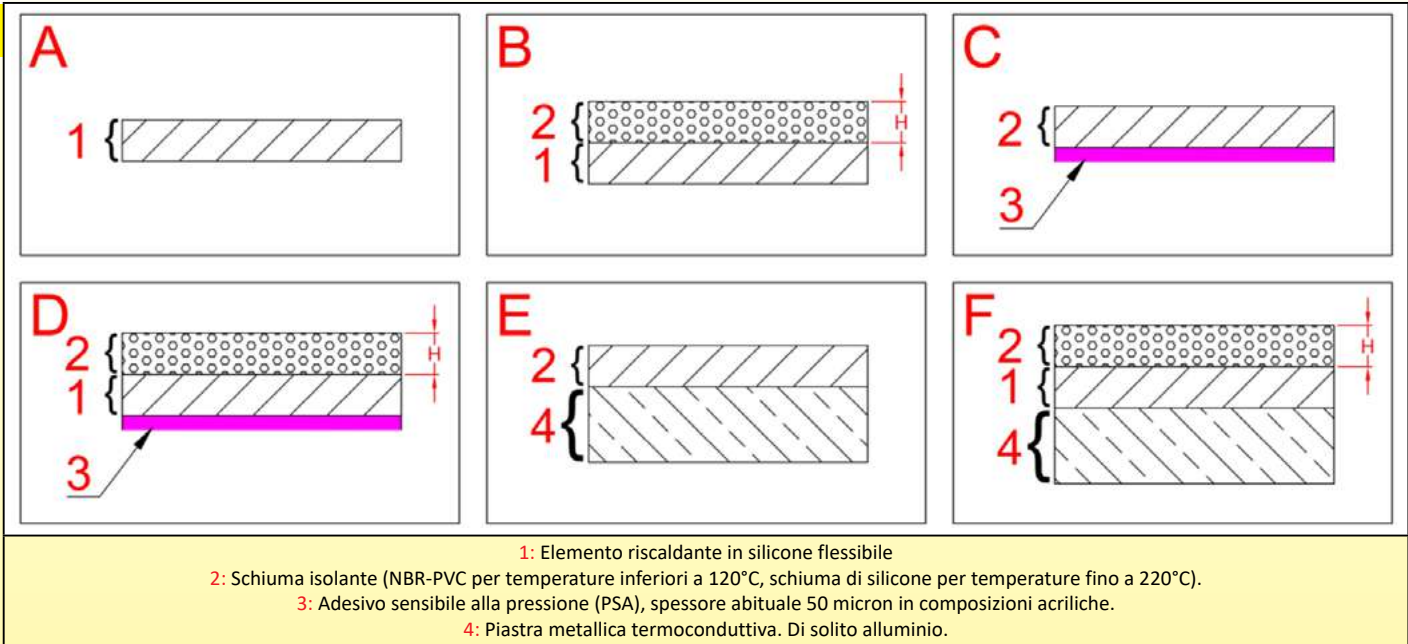 A
1
B
2
H
1
C
2
3
D
2
H
1
3
E
2
4
F
2
H
1
4
1: Elemento riscaldante in silicone flessibile
2: Schiuma isolante (NBR-PVC per temperature inferiori a 120°C, schiuma di silicone per temperature fino a 220°C).
3: Adesivo sensibile alla pressione (PSA), spessore abituale 50 micron in composizioni acriliche.
4: Piastra metallica termoconduttiva. Di solito alluminio.